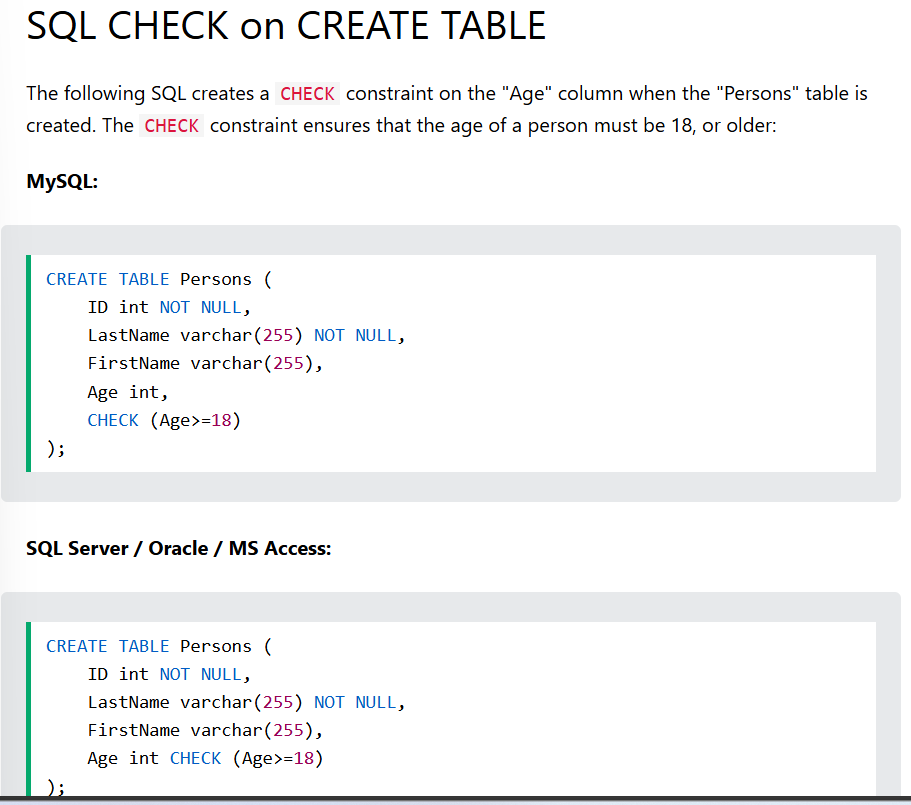 SQL CHECK on CREATE TABLE
The following SQL creates a CHECK constraint on the "Age" column when the "Persons" table is
created. The CHECK constraint ensures that the age of a person must be 18, or older:
MySQL:
CREATE TABLE Persons (
    ID int NOT NULL,
    LastName varchar(255) NOT NULL,
    FirstName varchar(255),
    Age int,
    CHECK (Age>=18)
);
SQL Server / Oracle / MS Access:
CREATE TABLE Persons (
    ID int NOT NULL,
    LastName varchar(255) NOT NULL,
    FirstName varchar(255),
    Age int CHECK (Age>=18)
);